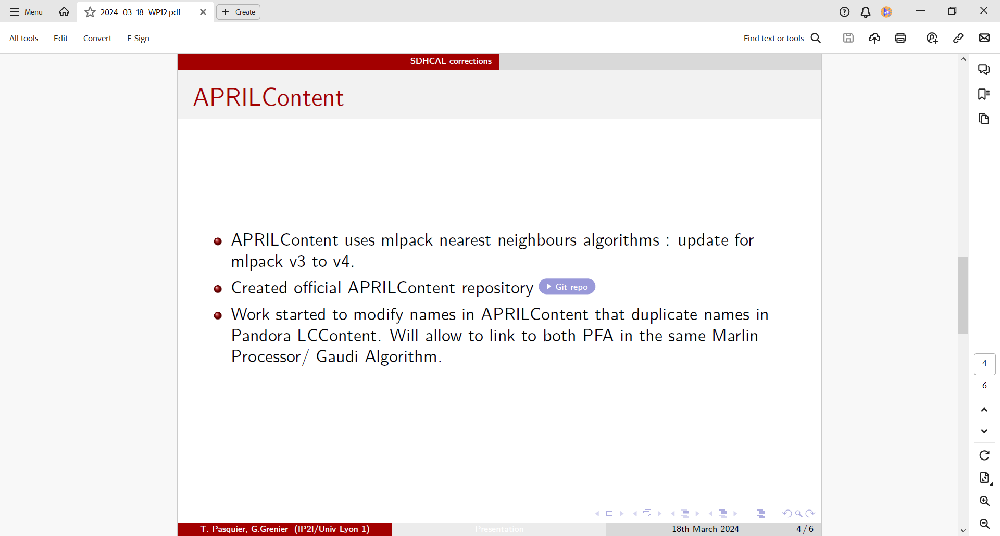 Menu
2024_03_18_WP12.pdf
Create
All tools
Edit
Convert
E-Sign
Find text or tools
SDHCAL corrections
APRILContent
APRILContent uses mlpack nearest neighbours algorithms : update for
mlpack v3 to v4.
Created official APRILContent repository
Git repo
Work started to modify names in APRILContent that duplicate names in
Pandora LCContent. Will allow to link to both PFA in the same Marlin
Processor/ Gaudi Algorithm.
4
6
T. Pasquier, G.Grenier (IP2I/Univ Lyon 1)
Presentation
18th March 2024
4 / 6